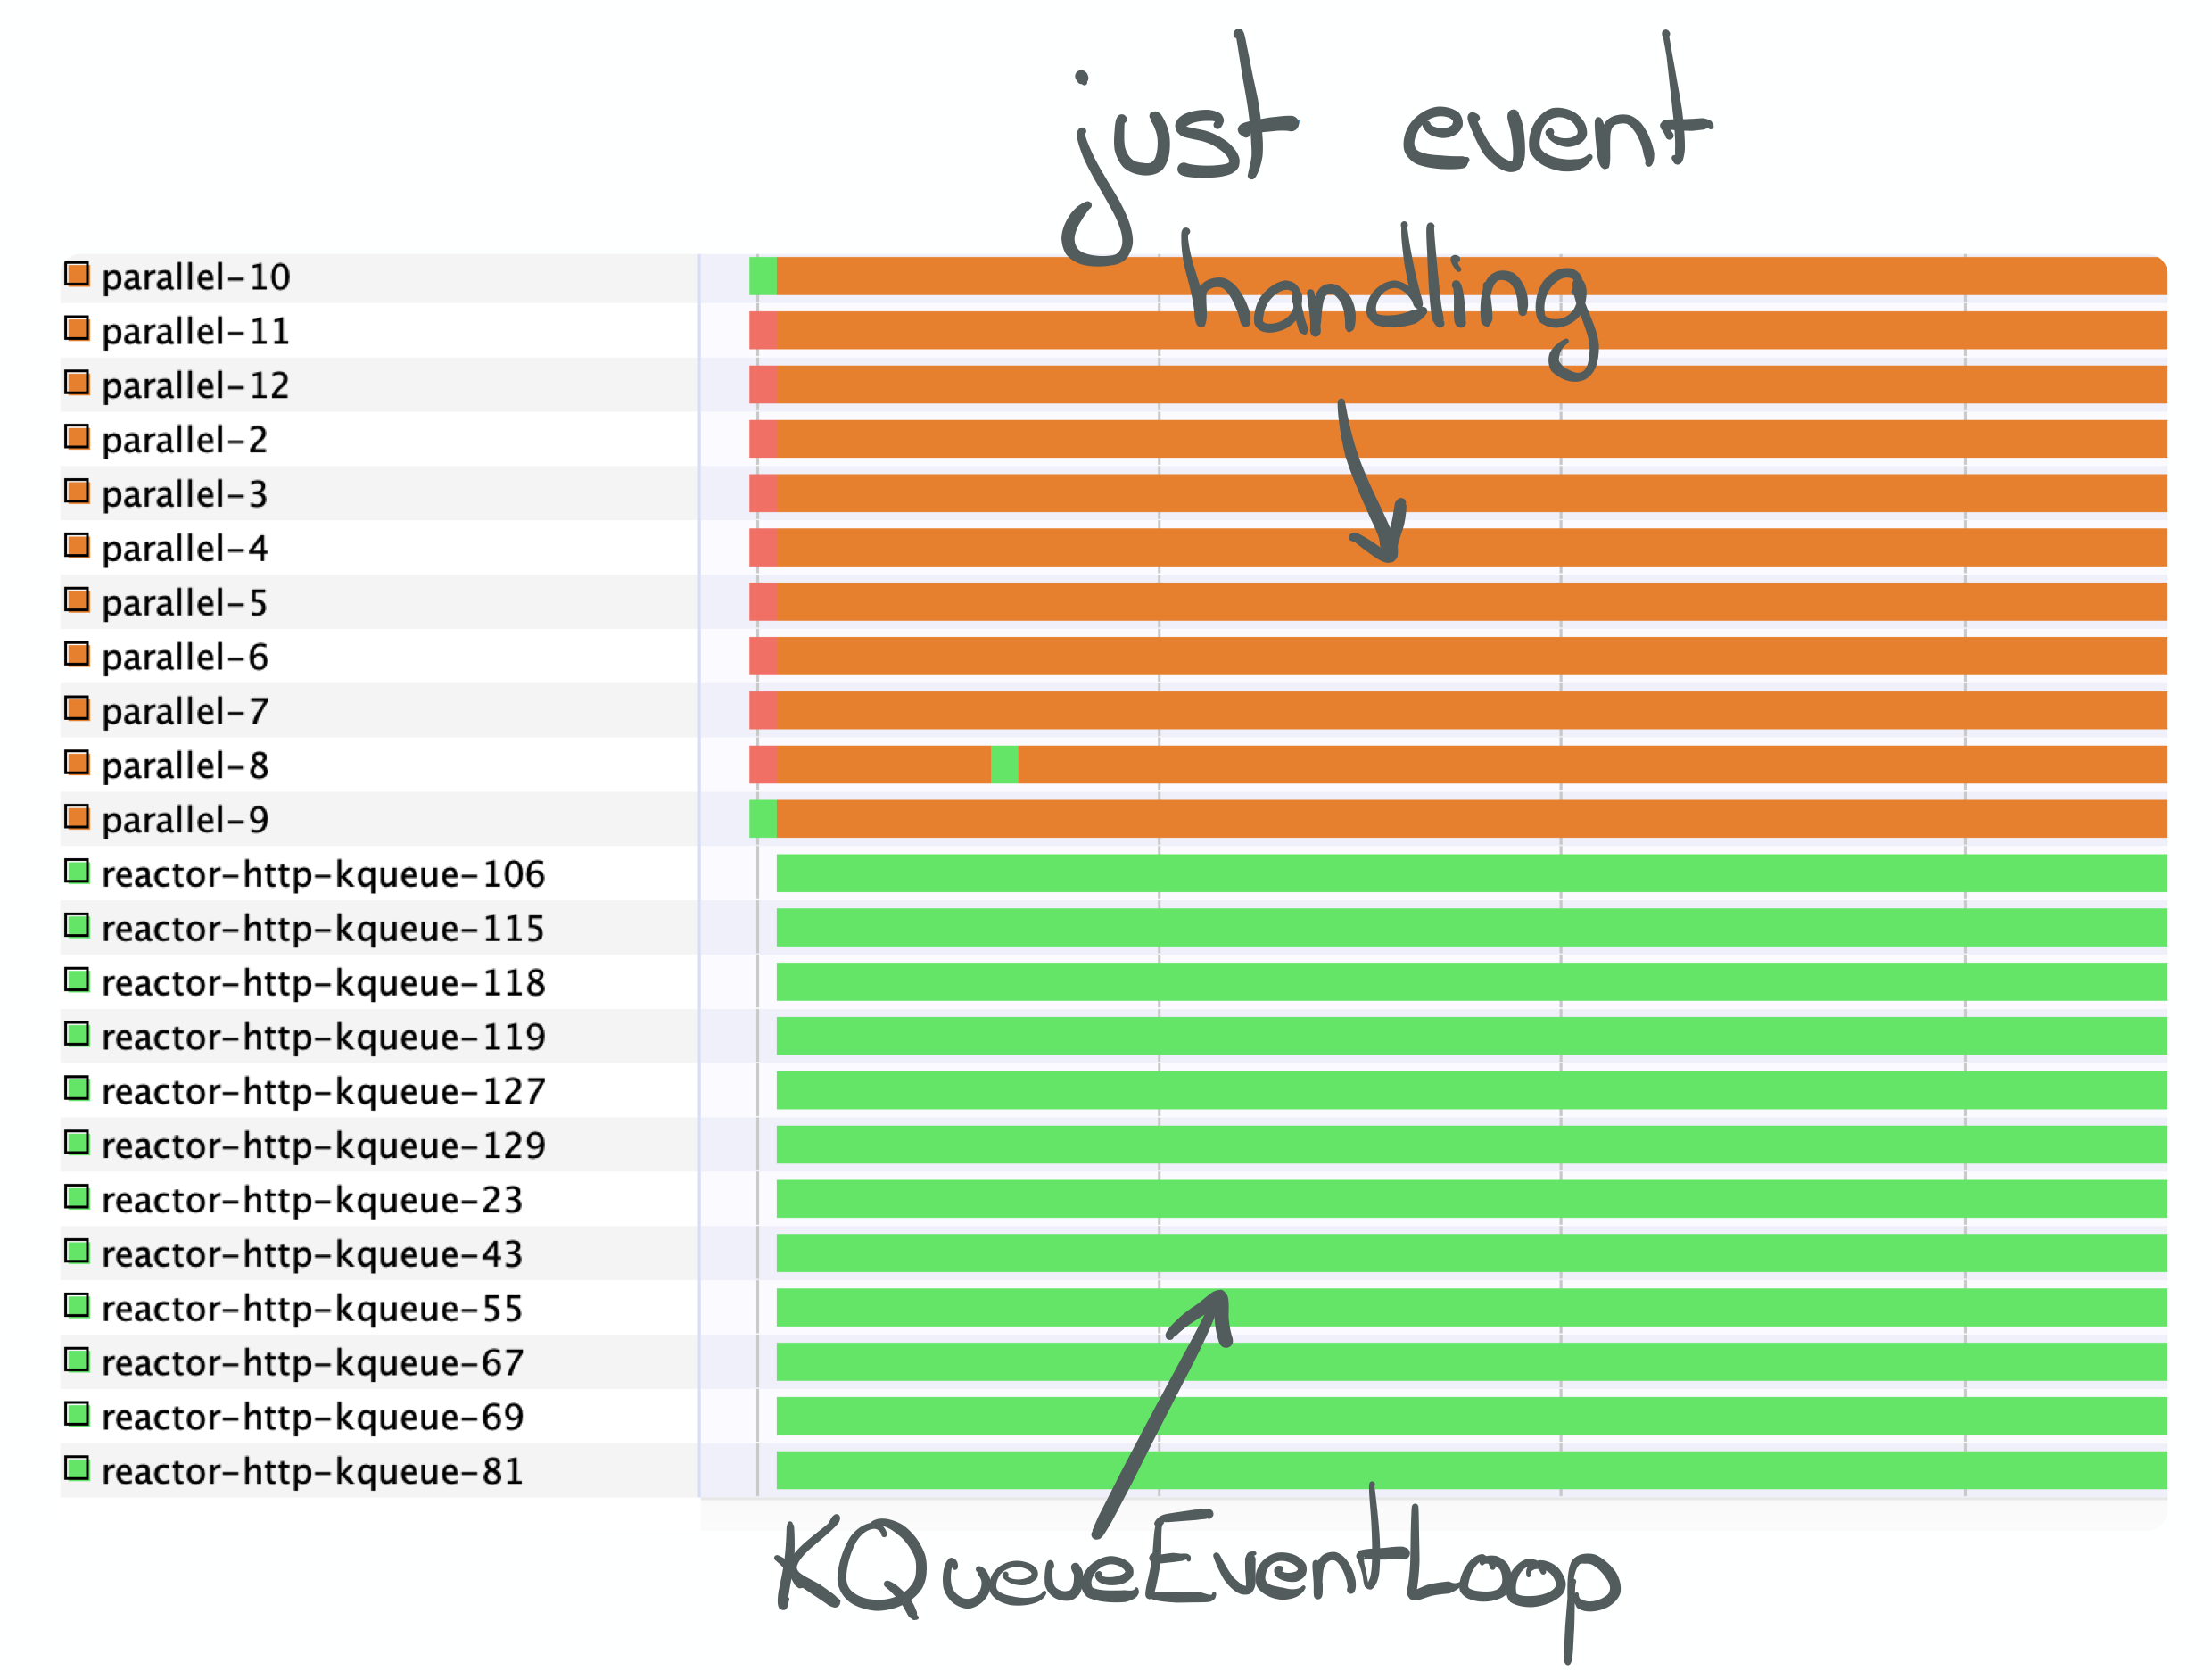 just event
handling
parallel-10
parallel-11
parallel-12
parallel-2
parallel-3
parallel-4
parallel-5
parallel-6
parallel-7
parallel-8
parallel-9
reactor-http-kqueue-106
reactor-http-kqueue-115
reactor-http-kqueue-118
reactor-http-kqueue-119
reactor-http-kqueue-127
reactor-http-kqueue-129
reactor-http-kqueue-23
reactor-http-kqueue-43
reactor-http-kqueue-55
reactor-http-kqueue-67
reactor-http-kqueue-69
reactor-http-kqueue-81
KQueueEventLoop